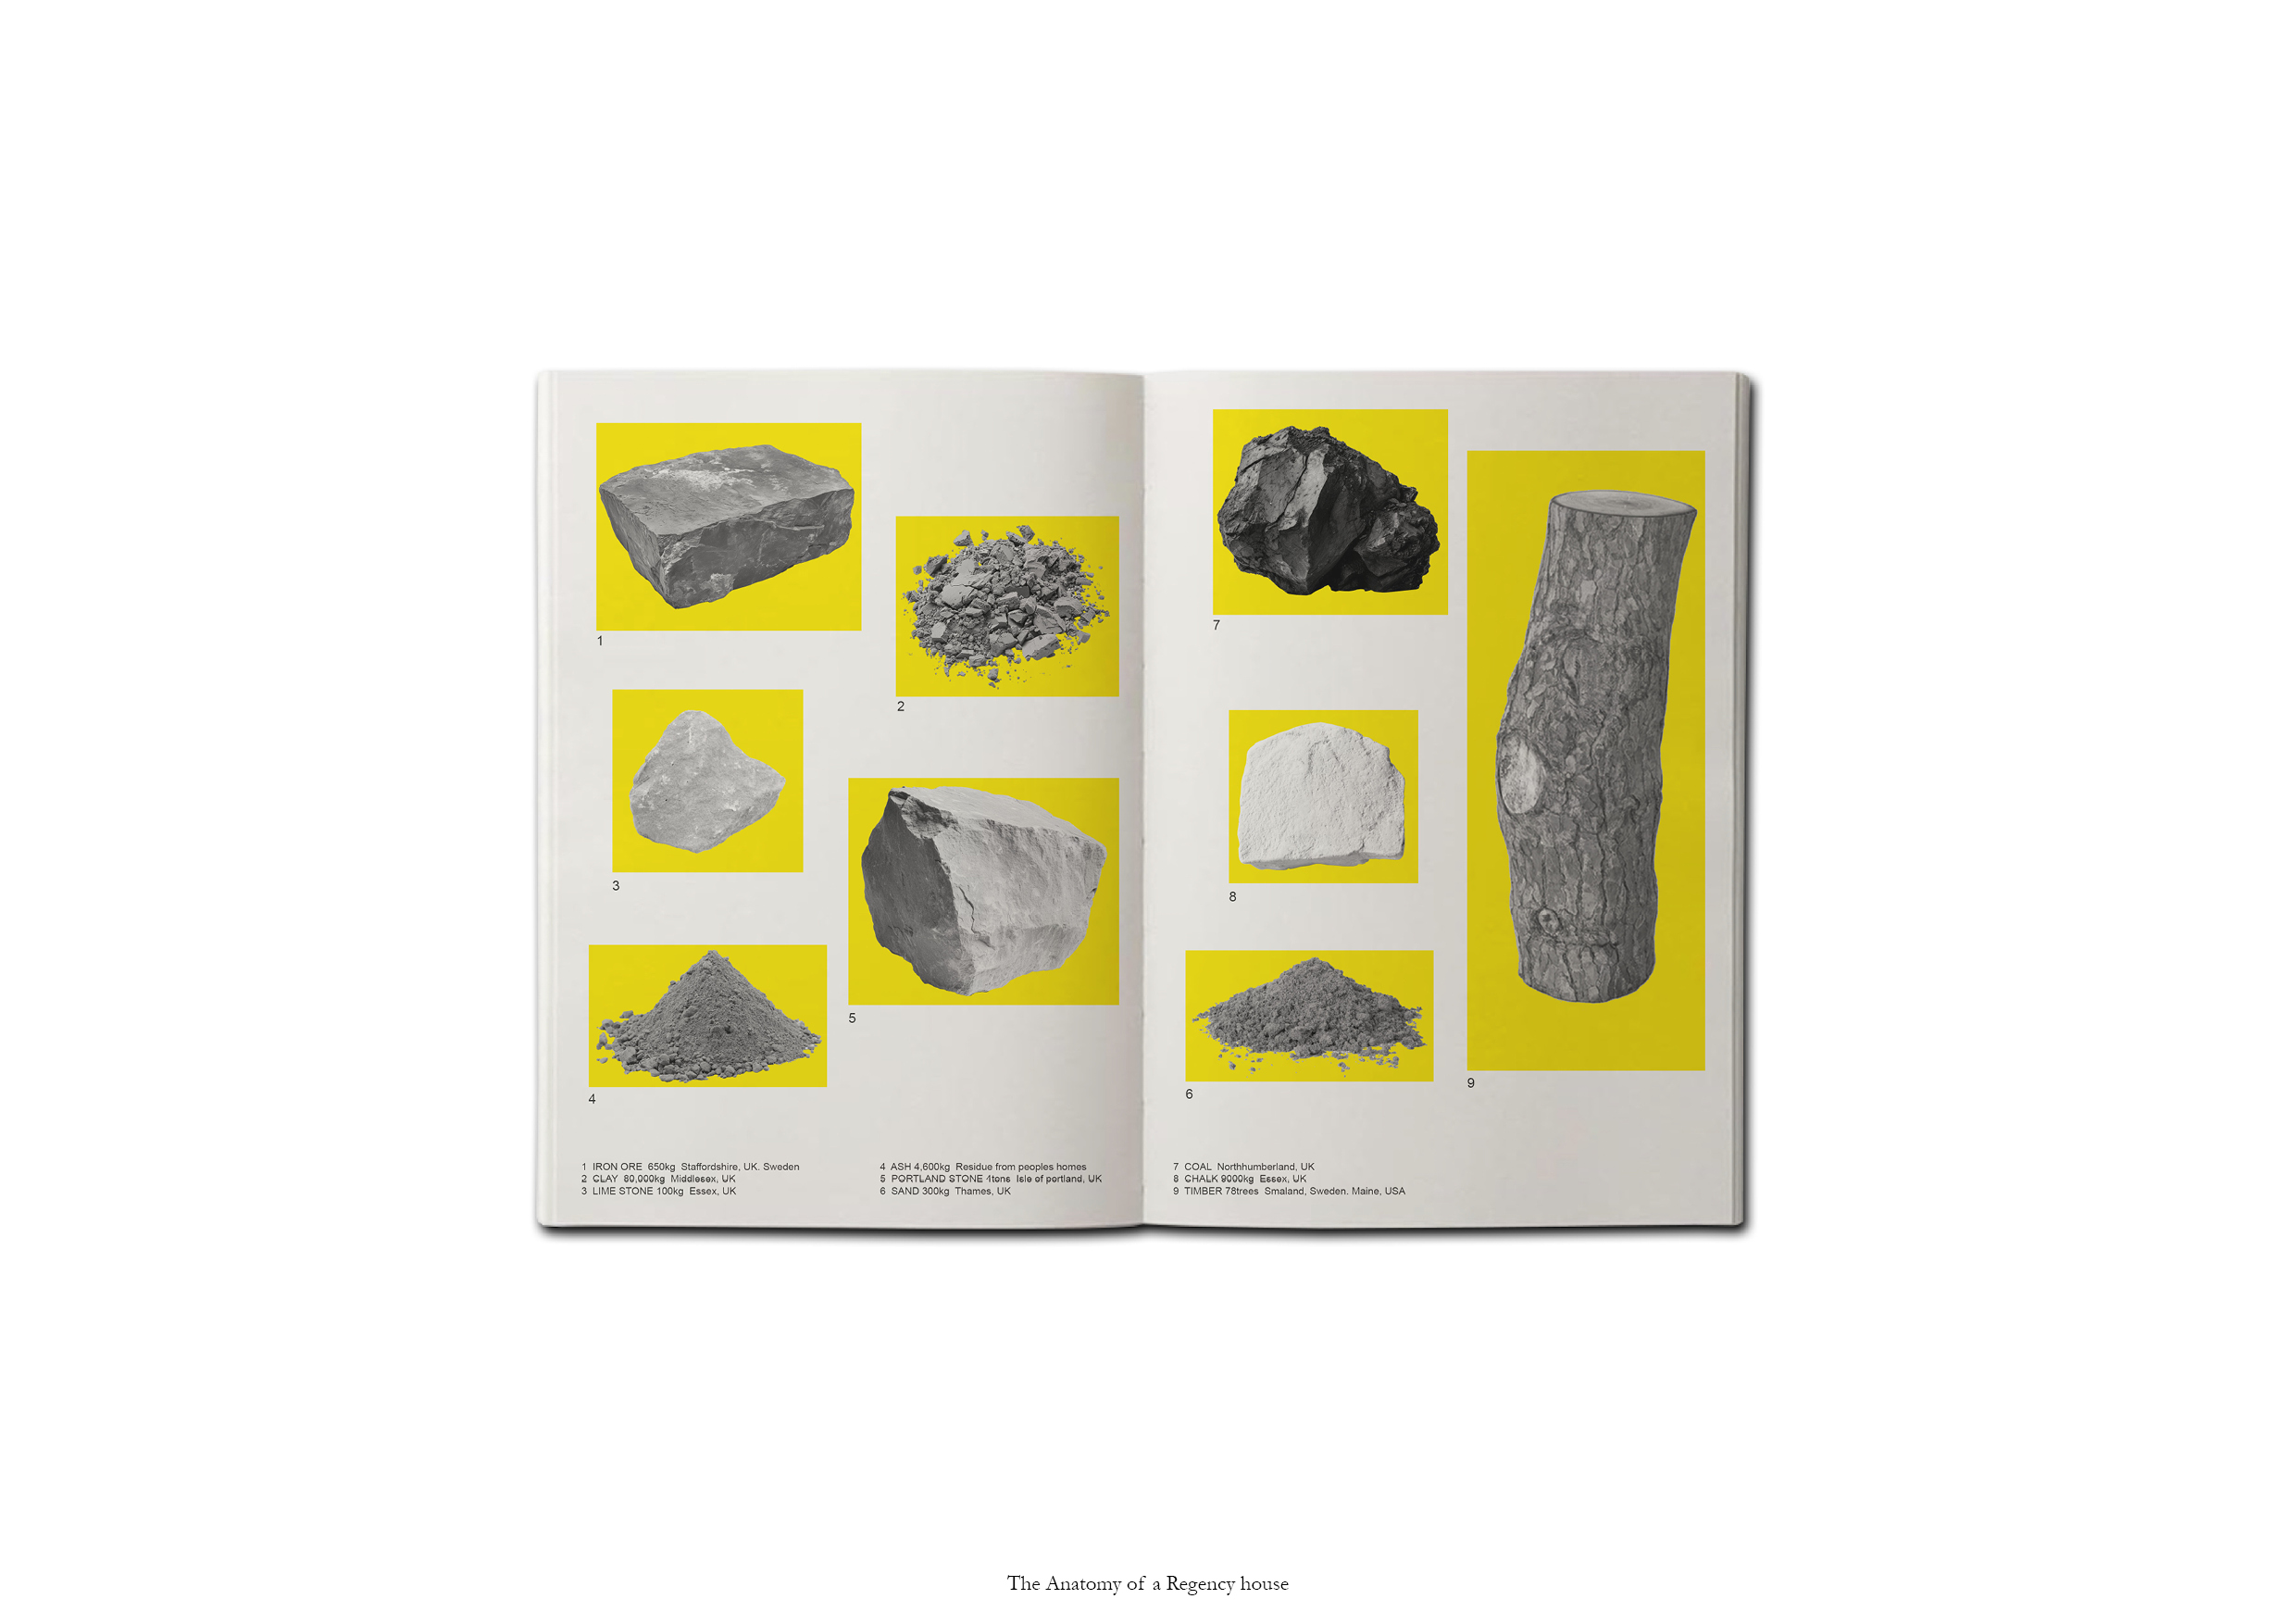 1
2
3
4
5
7
8
6
9
1 IRON ORE 650kg Staffordshire, UK. Sweden
2 CLAY 80,000kg Middlesex, UK
3 LIME STONE 100kg Essex, UK
4 ASH 4,600kg Residue from peoples homes
5 PORTLAND STONE 4tons Isle of portland, UK
6 SAND 300kg Thames, UK
7 COAL Northhumberland, UK
8 CHALK 9000kg Essex, UK
9 TIMBER 78trees Smaland, Sweden. Maine, USA
The Anatomy of a Regency house